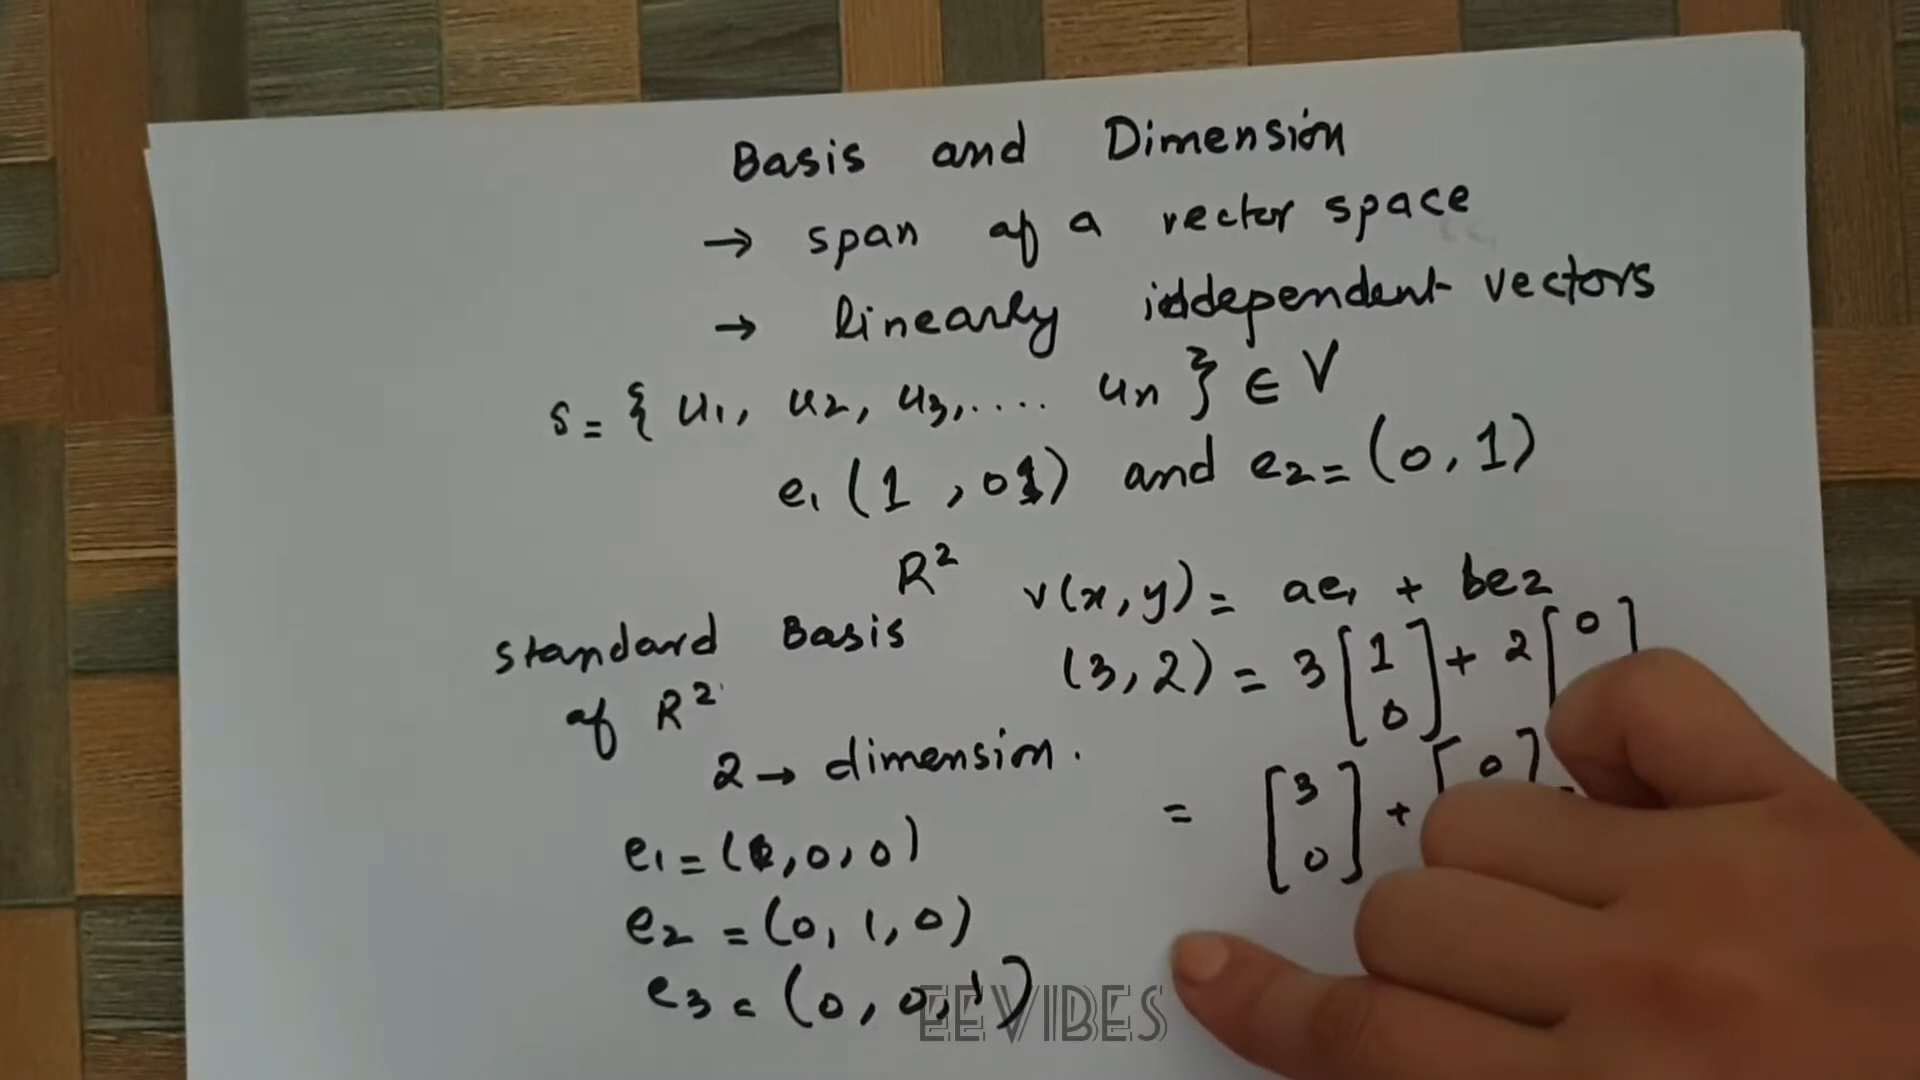 Basis and Dimension
→ span of a vector space
→ linearly independent vectors
S = { u₁, u₂, u₃, .... uₙ } ∈ V
e₁ (1 , 0) and e₂ = (0, 1)
R²
v(x, y) = ae₁ + be₂
Standard Basis
of R²
(3, 2) = 3 [1 0] + 2 [0
2 → dimension.
= [3 0] + [0
e₁ = (1, 0, 0)
e₂ = (0, 1, 0)
e₃ = (0, 0, 1)
EEVIBES